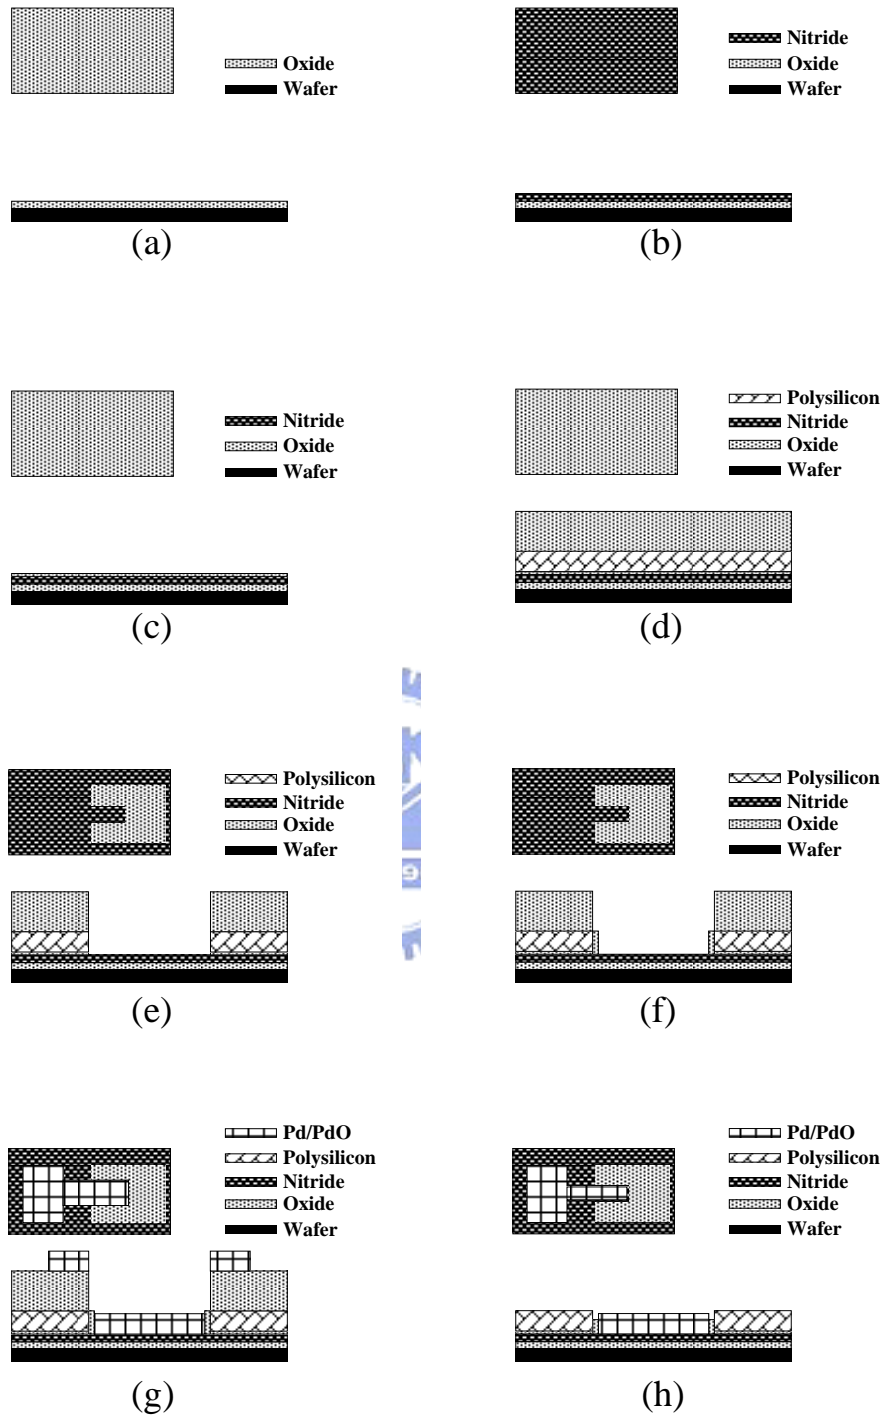 Oxide
Wafer
(a)
Nitride
Oxide
Wafer
(b)
Nitride
Oxide
Wafer
(c)
Polysilicon
Nitride
Oxide
Wafer
(d)
Polysilicon
Nitride
Oxide
Wafer
(e)
Polysilicon
Nitride
Oxide
Wafer
(f)
9
Pd/PdO
Polysilicon
Nitride
Oxide
Wafer
(g)
Pd/PdO
Polysilicon
Nitride
Oxide
Wafer
(h)